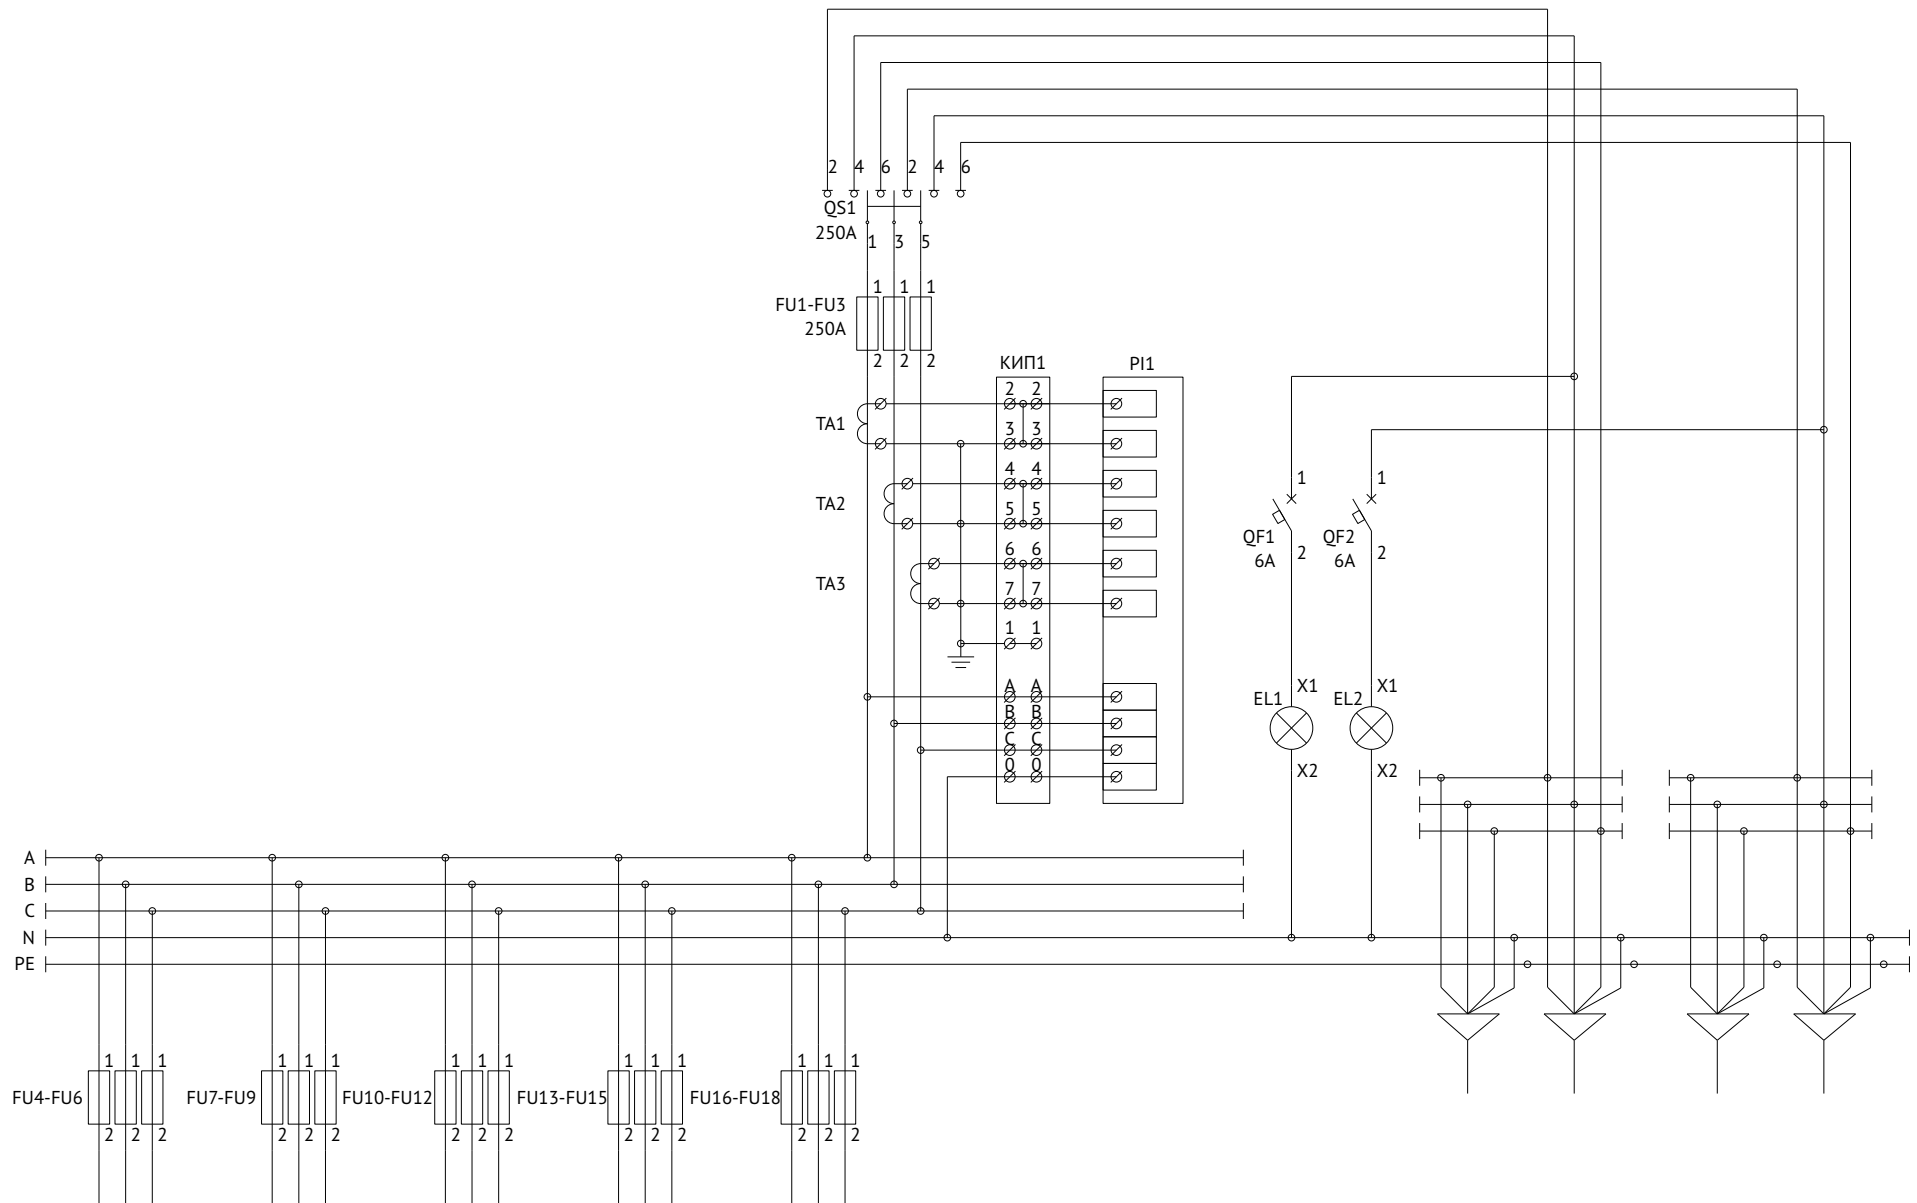 2 4 6 2 4 6
QS1
250А
1 3 5
FU1-FU3
250А
1 1 1
2 2 2
КИП1
PI1
TA1
2 2
3 3
TA2
4 4
5 5
TA3
6 6
7 7
1 1
A A
B B
C C
0 0
1 1
QF1
6А
2
QF2
6А
2
EL1
X1
EL2
X1
X2
X2
A
B
C
N
PE
1 1 1 1 1 1 1 1 1 1 1 1 1 1 1
FU4-FU6 FU7-FU9 FU10-FU12 FU13-FU15 FU16-FU18
2 2 2 2 2 2 2 2 2 2 2 2 2 2 2